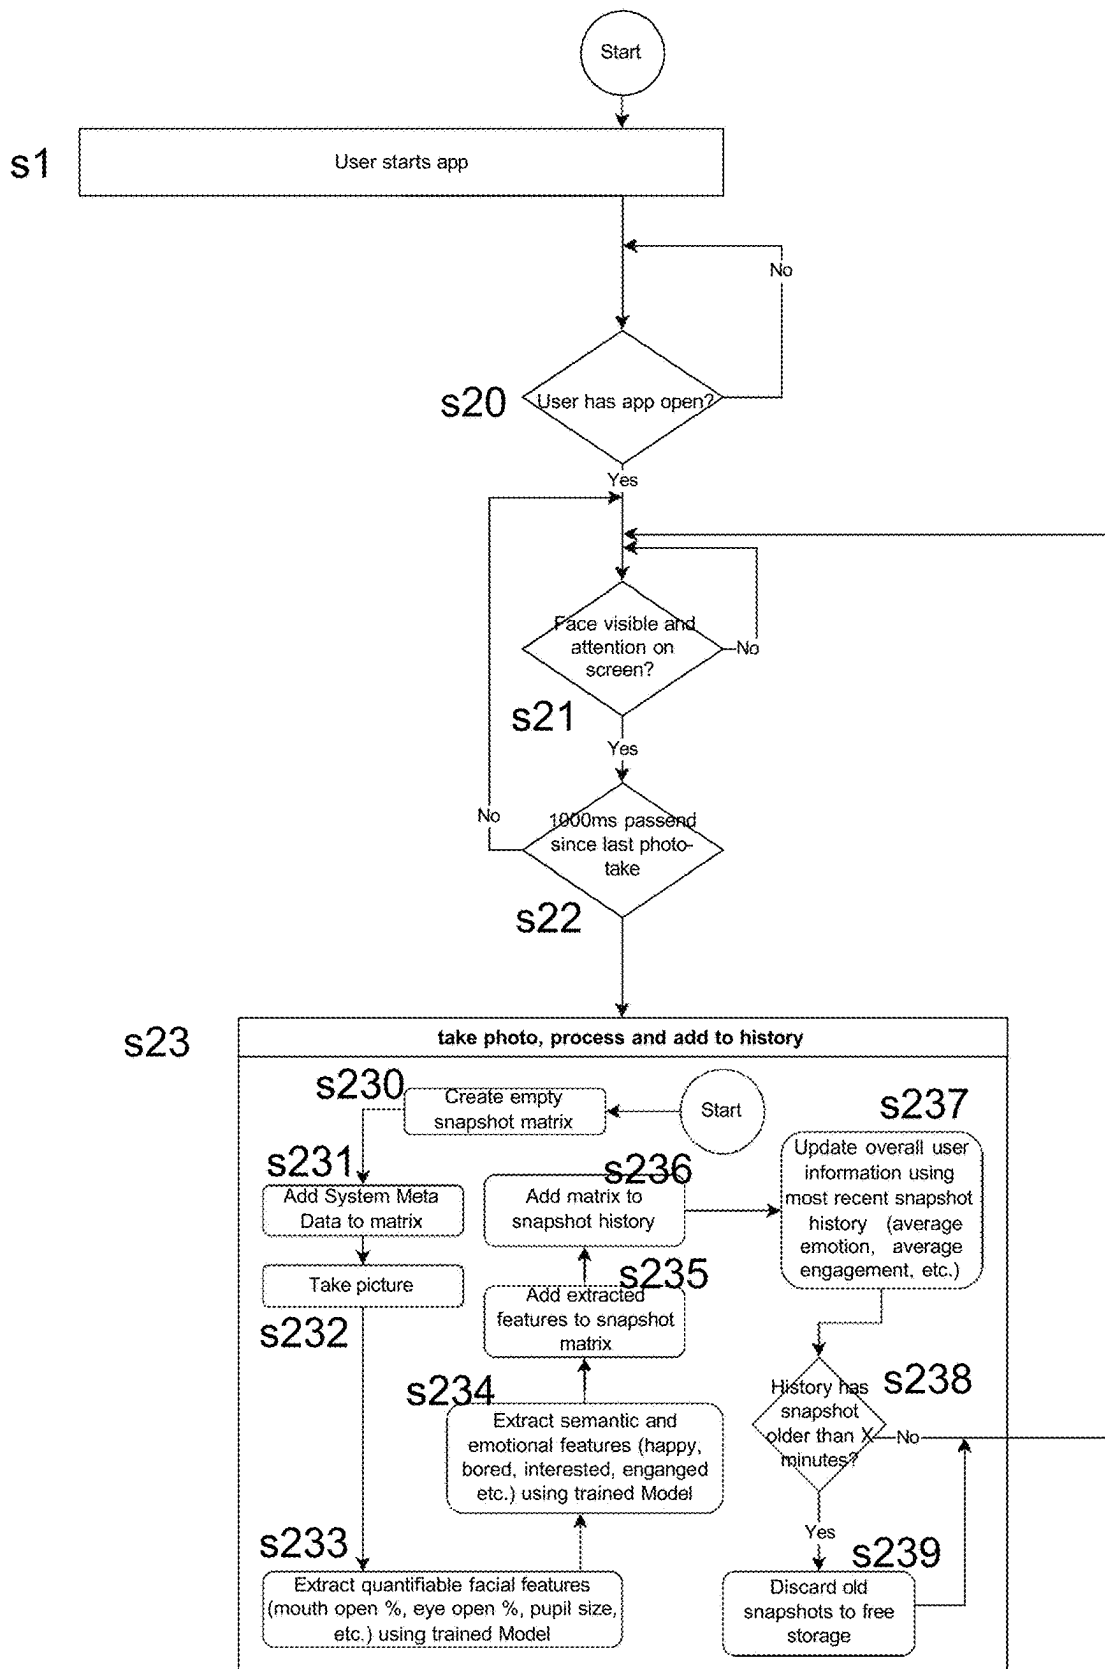 Start
s1
User starts app
No
s20
User has app open?
Yes
Face visible and
attention on
screen?
No
s21
Yes
No
1000ms passend
since last photo-
take
s22
s23
take photo, process and add to history
s230
Create empty
snapshot matrix
Start
s231
Add System Meta
Data to matrix
Take picture
s232
s233
Extract quantifiable facial features
(mouth open %, eye open %, pupil size,
etc.) using trained Model
s234
Extract semantic and
emotional features (happy,
bored, interested, enganged
etc.) using trained Model
s235
Add extracted
features to snapshot
matrix
s236
Add matrix to
snapshot history
s237
Update overall user
information using
most recent snapshot
history (average
emotion, average
engagement, etc.)
s238
History has
snapshot
older than X
minutes?
No
Yes
s239
Discard old
snapshots to free
storage